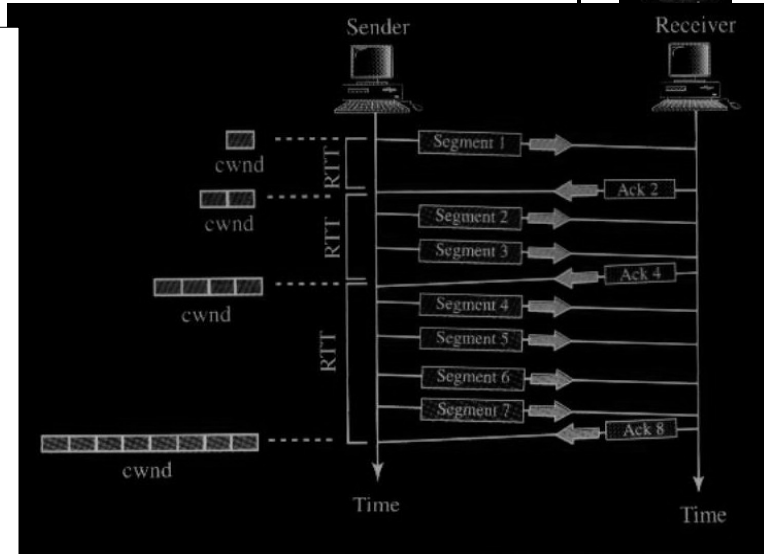 Sender
Receiver
Segment 1
cwnd
RTT
Ack 2
cwnd
Segment 2
RTT
Segment 3
Ack 4
cwnd
Segment 4
Segment 5
RTT
Segment 6
Segment 7
Ack 8
cwnd
Time
Time